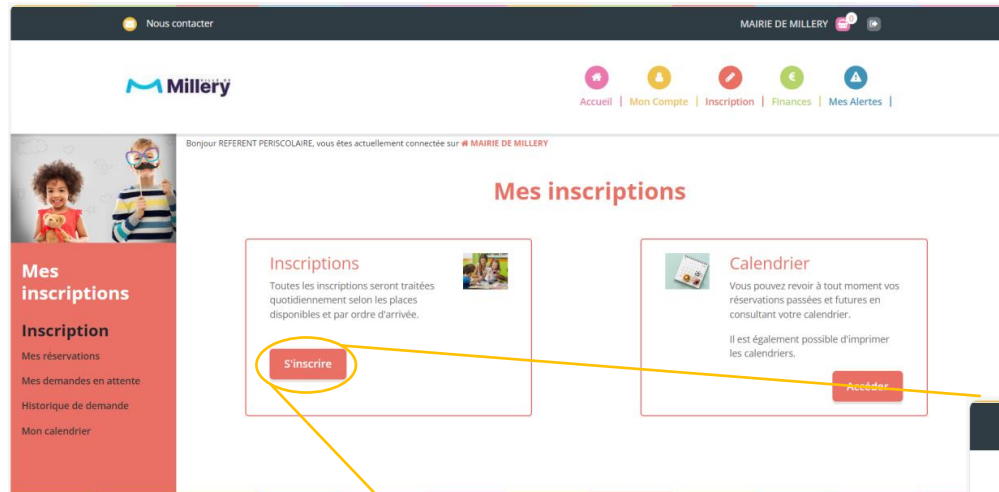 Nous contacter
MAIRIE DE MILLERY 0
VILLE DE
Millery
Accueil | Mon Compte | Inscription | Finances | Mes Alertes |
Bonjour REFERENT PERISCOLAIRE, vous êtes actuellement connectée sur MAIRIE DE MILLERY
Mes inscriptions
Mes
inscriptions
Inscription
Mes réservations
Mes demandes en attente
Historique de demande
Mon calendrier
Inscriptions
Toutes les inscriptions seront traitées
quotidiennement selon les places
disponibles et par ordre d'arrivée.
S'inscrire
Calendrier
Vous pouvez revoir à tout moment vos
réservations passées et futures en
consultant votre calendrier.
Il est également possible d'imprimer
les calendriers.
Accéder